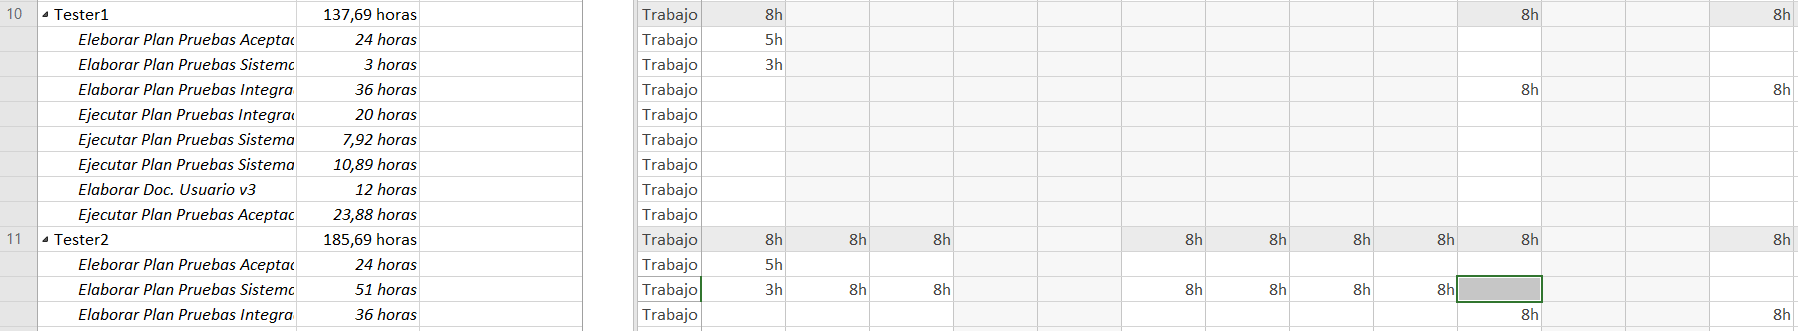 10 Tester1 137,69 horas Trabajo 8h 8h 8h
Eleborar Plan Pruebas Aceptac 24 horas Trabajo 5h
Elaborar Plan Pruebas Sistema 3 horas Trabajo 3h
Elaborar Plan Pruebas Integra 36 horas Trabajo 8h 8h
Ejecutar Plan Pruebas Integrac 20 horas Trabajo
Ejecutar Plan Pruebas Sistema 7,92 horas Trabajo
Ejecutar Plan Pruebas Sistema 10,89 horas Trabajo
Elaborar Doc. Usuario v3 12 horas Trabajo
Ejecutar Plan Pruebas Aceptac 23,88 horas Trabajo
11 Tester2 185,69 horas Trabajo 8h 8h 8h 8h 8h 8h 8h 8h 8h
Eleborar Plan Pruebas Aceptac 24 horas Trabajo 5h
Elaborar Plan Pruebas Sistema 51 horas Trabajo 3h 8h 8h 8h 8h 8h 8h
Elaborar Plan Pruebas Integra 36 horas Trabajo 8h 8h